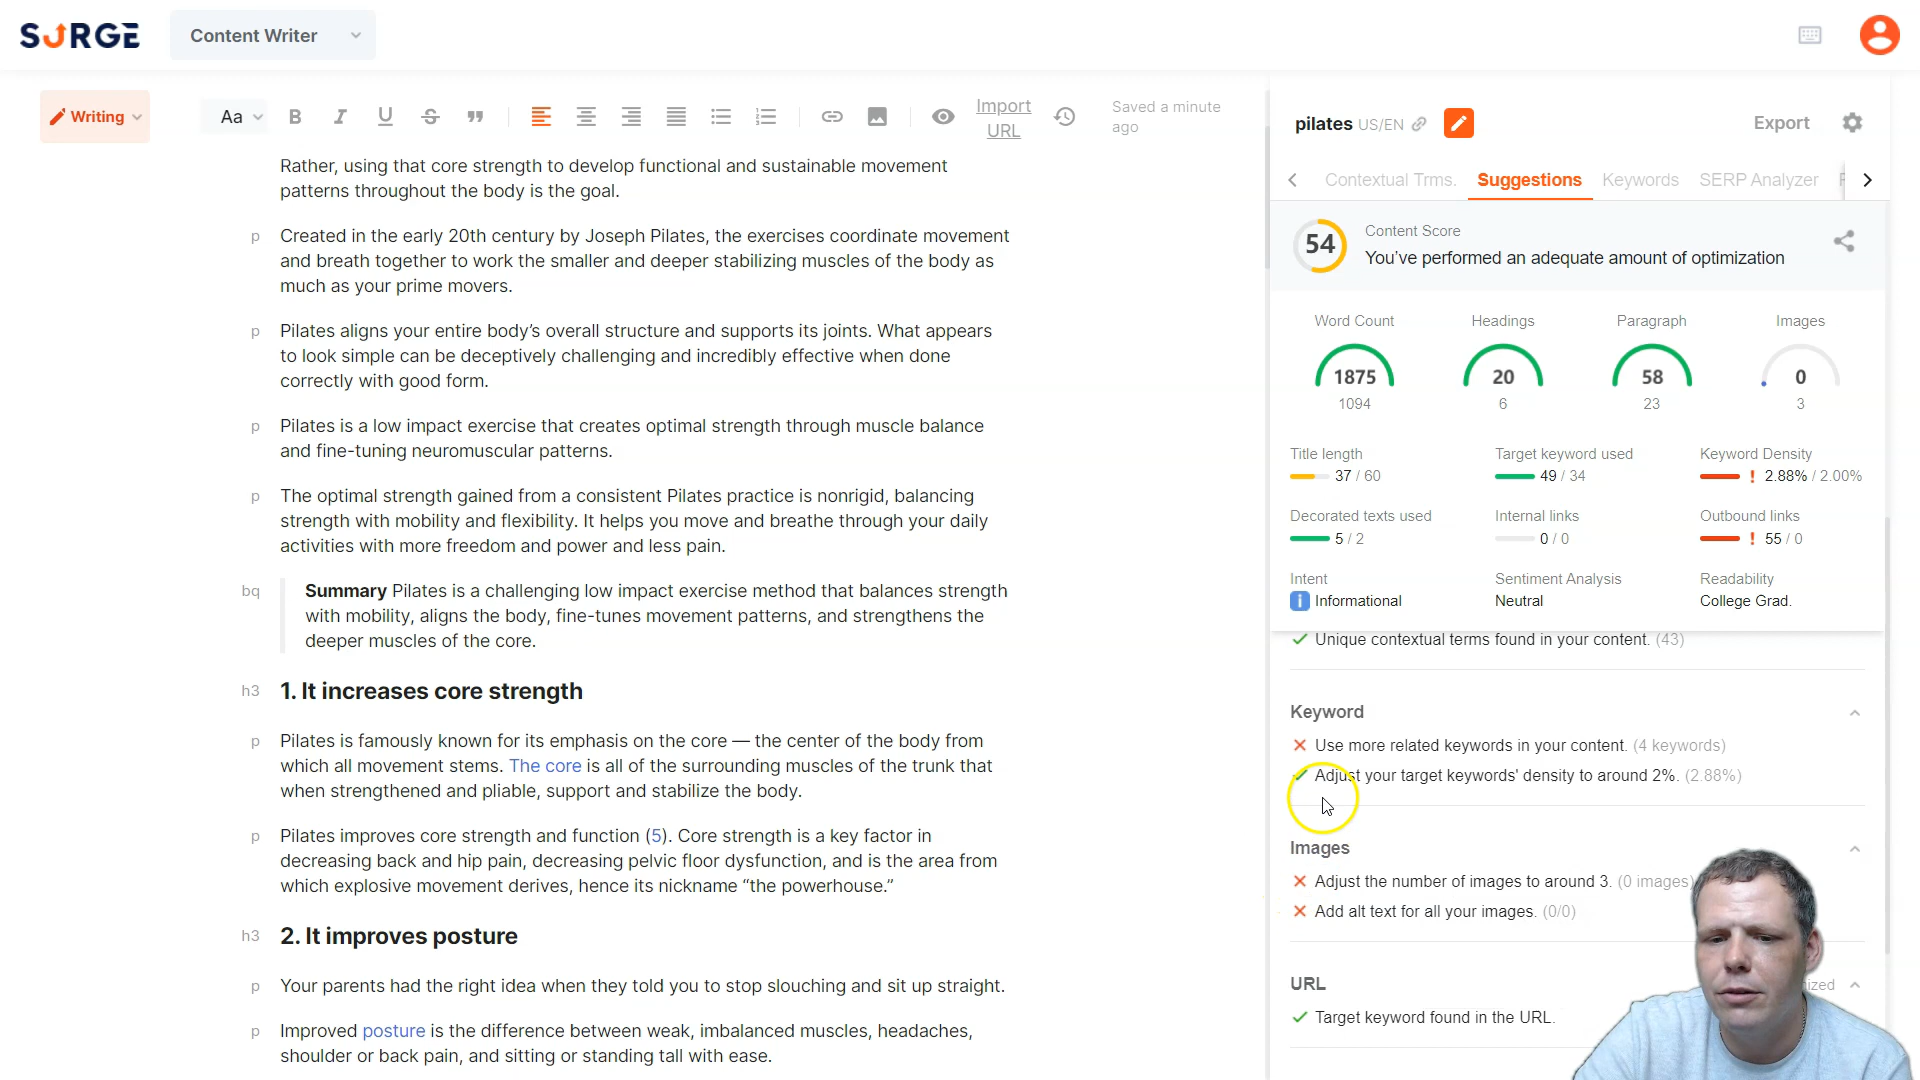 SURGE
Content Writer
Writing
Aa
B
I
U
S
Import
URL
Saved a minute
ago
Rather, using that core strength to develop functional and sustainable movement
patterns throughout the body is the goal.
p
Created in the early 20th century by Joseph Pilates, the exercises coordinate movement
and breath together to work the smaller and deeper stabilizing muscles of the body as
much as your prime movers.
p
Pilates aligns your entire body’s overall structure and supports its joints. What appears
to look simple can be deceptively challenging and incredibly effective when done
correctly with good form.
p
Pilates is a low impact exercise that creates optimal strength through muscle balance
and fine-tuning neuromuscular patterns.
p
The optimal strength gained from a consistent Pilates practice is nonrigid, balancing
strength with mobility and flexibility. It helps you move and breathe through your daily
activities with more freedom and power and less pain.
bq
Summary Pilates is a challenging low impact exercise method that balances strength
with mobility, aligns the body, fine-tunes movement patterns, and strengthens the
deeper muscles of the core.
h3
1. It increases core strength
p
Pilates is famously known for its emphasis on the core — the center of the body from
which all movement stems. The core is all of the surrounding muscles of the trunk that
when strengthened and pliable, support and stabilize the body.
p
Pilates improves core strength and function (5). Core strength is a key factor in
decreasing back and hip pain, decreasing pelvic floor dysfunction, and is the area from
which explosive movement derives, hence its nickname “the powerhouse.”
h3
2. It improves posture
p
Your parents had the right idea when they told you to stop slouching and sit up straight.
p
Improved posture is the difference between weak, imbalanced muscles, headaches,
shoulder or back pain, and sitting or standing tall with ease.
pilates US/EN
Export
Contextual Trms.
Suggestions
Keywords
SERP Analyzer
54
Content Score
You’ve performed an adequate amount of optimization
Word Count
Headings
Paragraph
Images
1875
20
58
0
1094
6
23
3
Title length
Target keyword used
Keyword Density
37 / 60
49 / 34
! 2.88% / 2.00%
Decorated texts used
Internal links
Outbound links
5 / 2
0 / 0
! 55 / 0
Intent
Sentiment Analysis
Readability
i Informational
Neutral
College Grad.
Unique contextual terms found in your content. (43)
Keyword
Use more related keywords in your content. (4 keywords)
Adjust your target keywords' density to around 2%. (2.88%)
Images
Adjust the number of images to around 3. (0 images)
Add alt text for all your images. (0/0)
URL
Target keyword found in the URL.